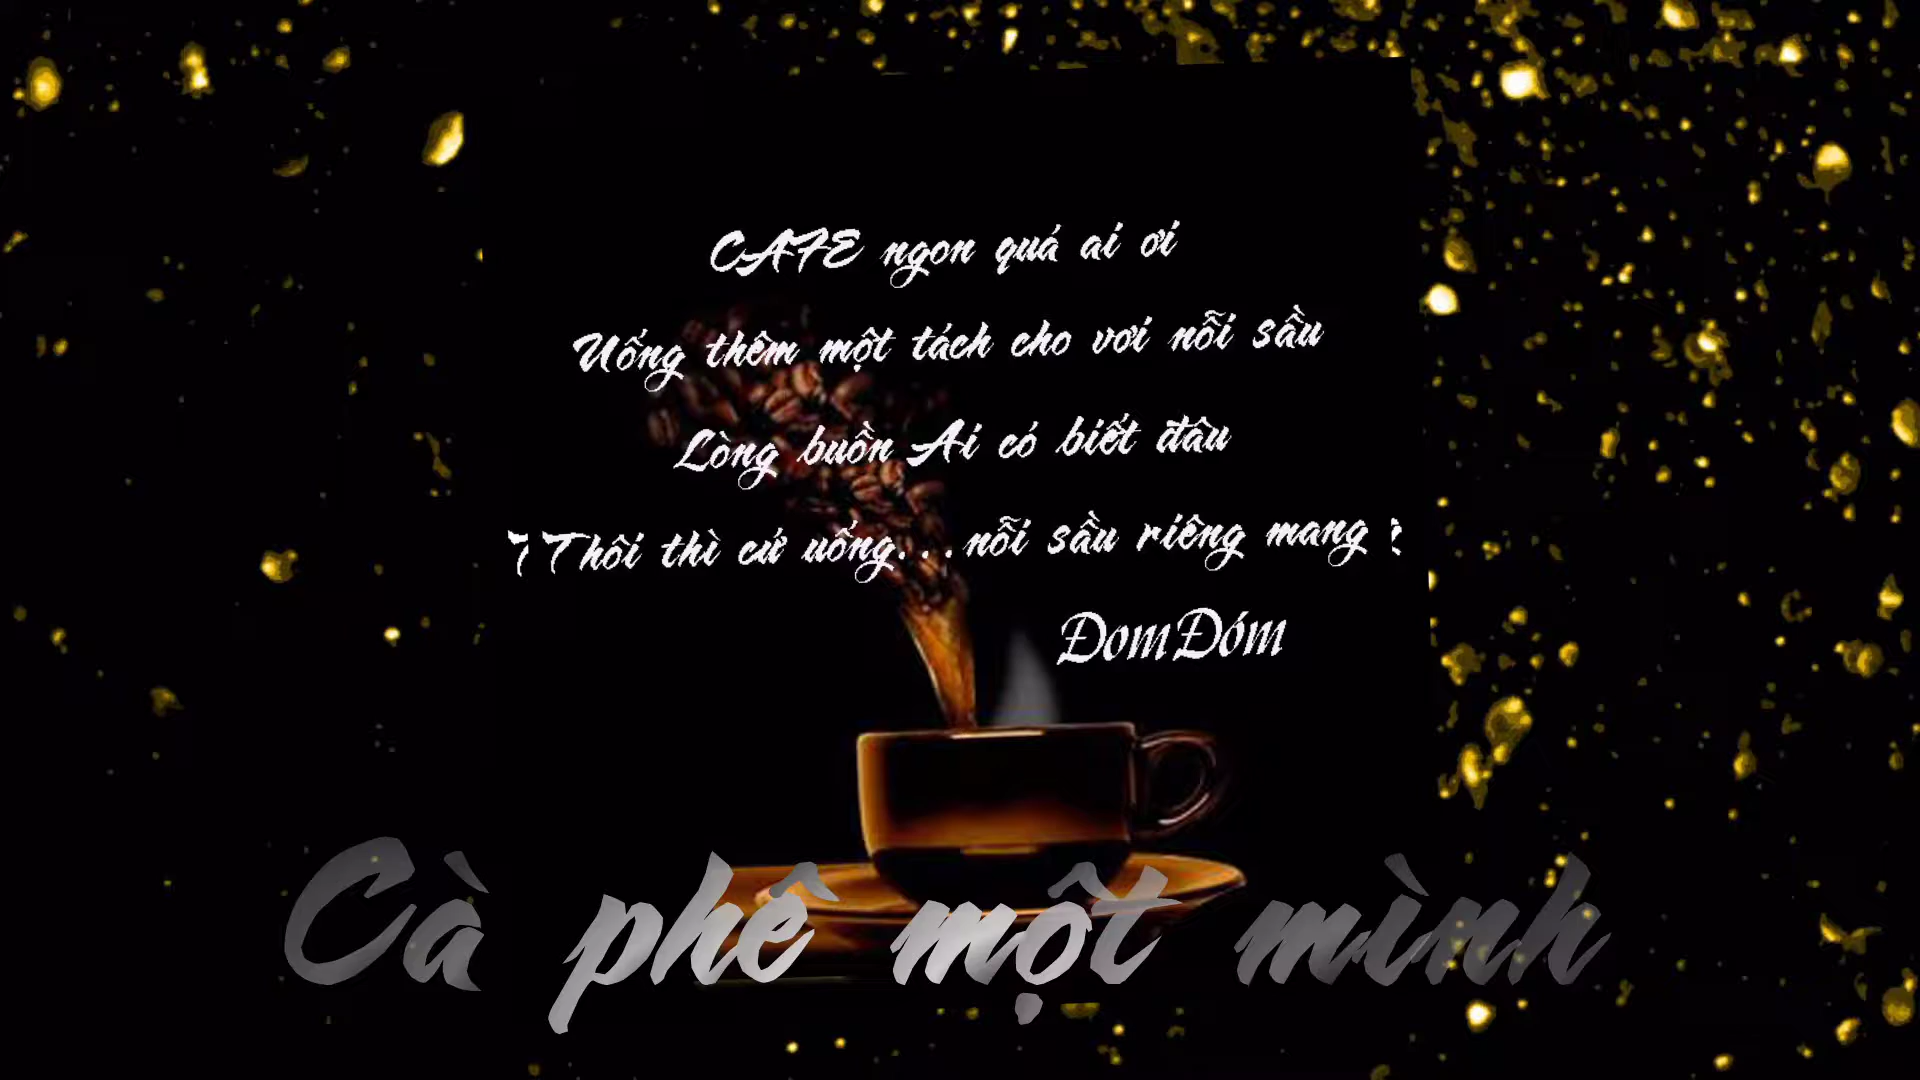 CAFE ngon quá ai ơi
Uống thêm một tách cho vơi nỗi sầu
Lòng buồn Ai có biết đâu
Thôi thì cứ uống...nỗi sầu riêng mang
ĐomĐóm
Cà phê một mình